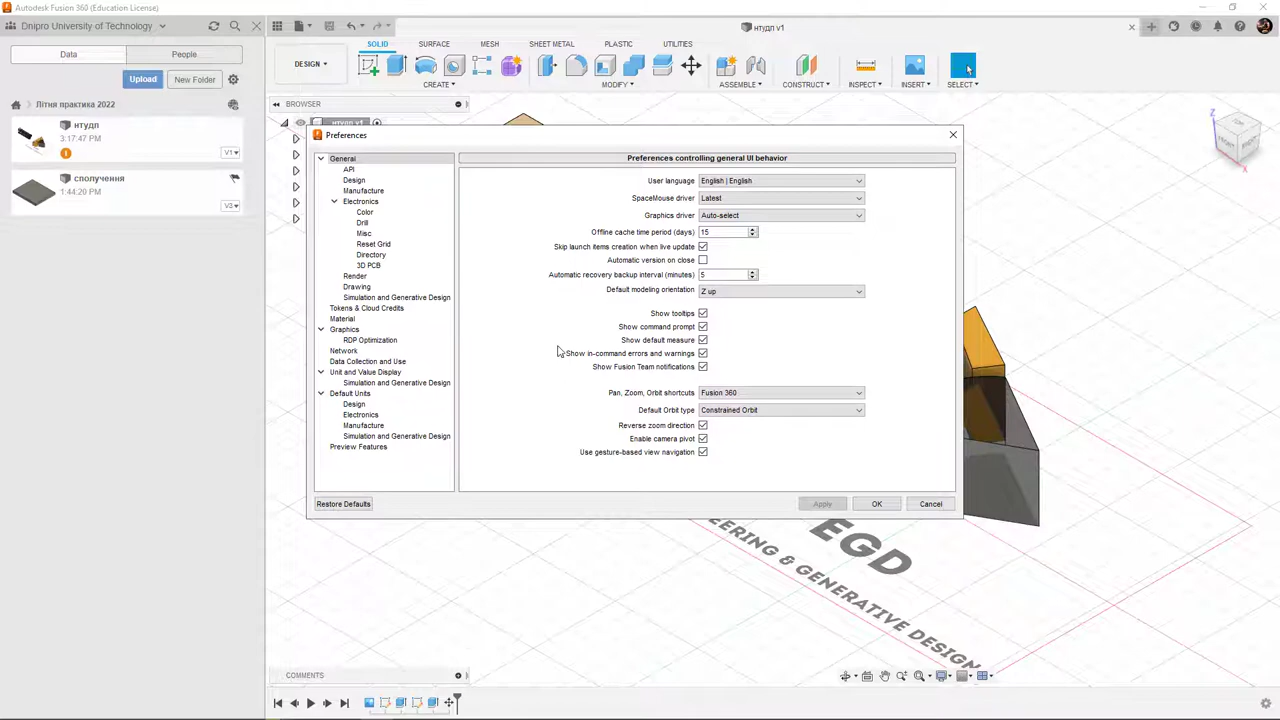 Autodesk Fusion 360 (Education License)
Dnipro University of Technology
нтудп v1
Data
People
Upload
New Folder
Літня практика 2022
нтудп
3:17:47 PM
V1
сполучення
1:44:20 PM
V3
DESIGN
SOLID
SURFACE
MESH
SHEET METAL
PLASTIC
UTILITIES
CREATE
MODIFY
ASSEMBLE
CONSTRUCT
INSPECT
INSERT
SELECT
BROWSER
нтудп v1
TOP
FRONT
RIGHT
Z
X
Preferences
General
API
Design
Manufacture
Electronics
Color
Drill
Misc
Reset Grid
Directory
3D PCB
Render
Drawing
Simulation and Generative Design
Tokens & Cloud Credits
Material
Graphics
RDP Optimization
Network
Data Collection and Use
Unit and Value Display
Simulation and Generative Design
Default Units
Design
Electronics
Manufacture
Simulation and Generative Design
Preview Features
Preferences controlling general UI behavior
User language English | English
SpaceMouse driver Latest
Graphics driver Auto-select
Offline cache time period (days) 15
Skip launch items creation when live update
Automatic version on close
Automatic recovery backup interval (minutes) 5
Default modeling orientation Z up
Show tooltips
Show command prompt
Show default measure
Show in-command errors and warnings
Show Fusion Team notifications
Pan, Zoom, Orbit shortcuts Fusion 360
Default Orbit type Constrained Orbit
Reverse zoom direction
Enable camera pivot
Use gesture-based view navigation
Restore Defaults
Apply
OK
Cancel
EGD
EERING & GENERATIVE DESIGN
COMMENTS